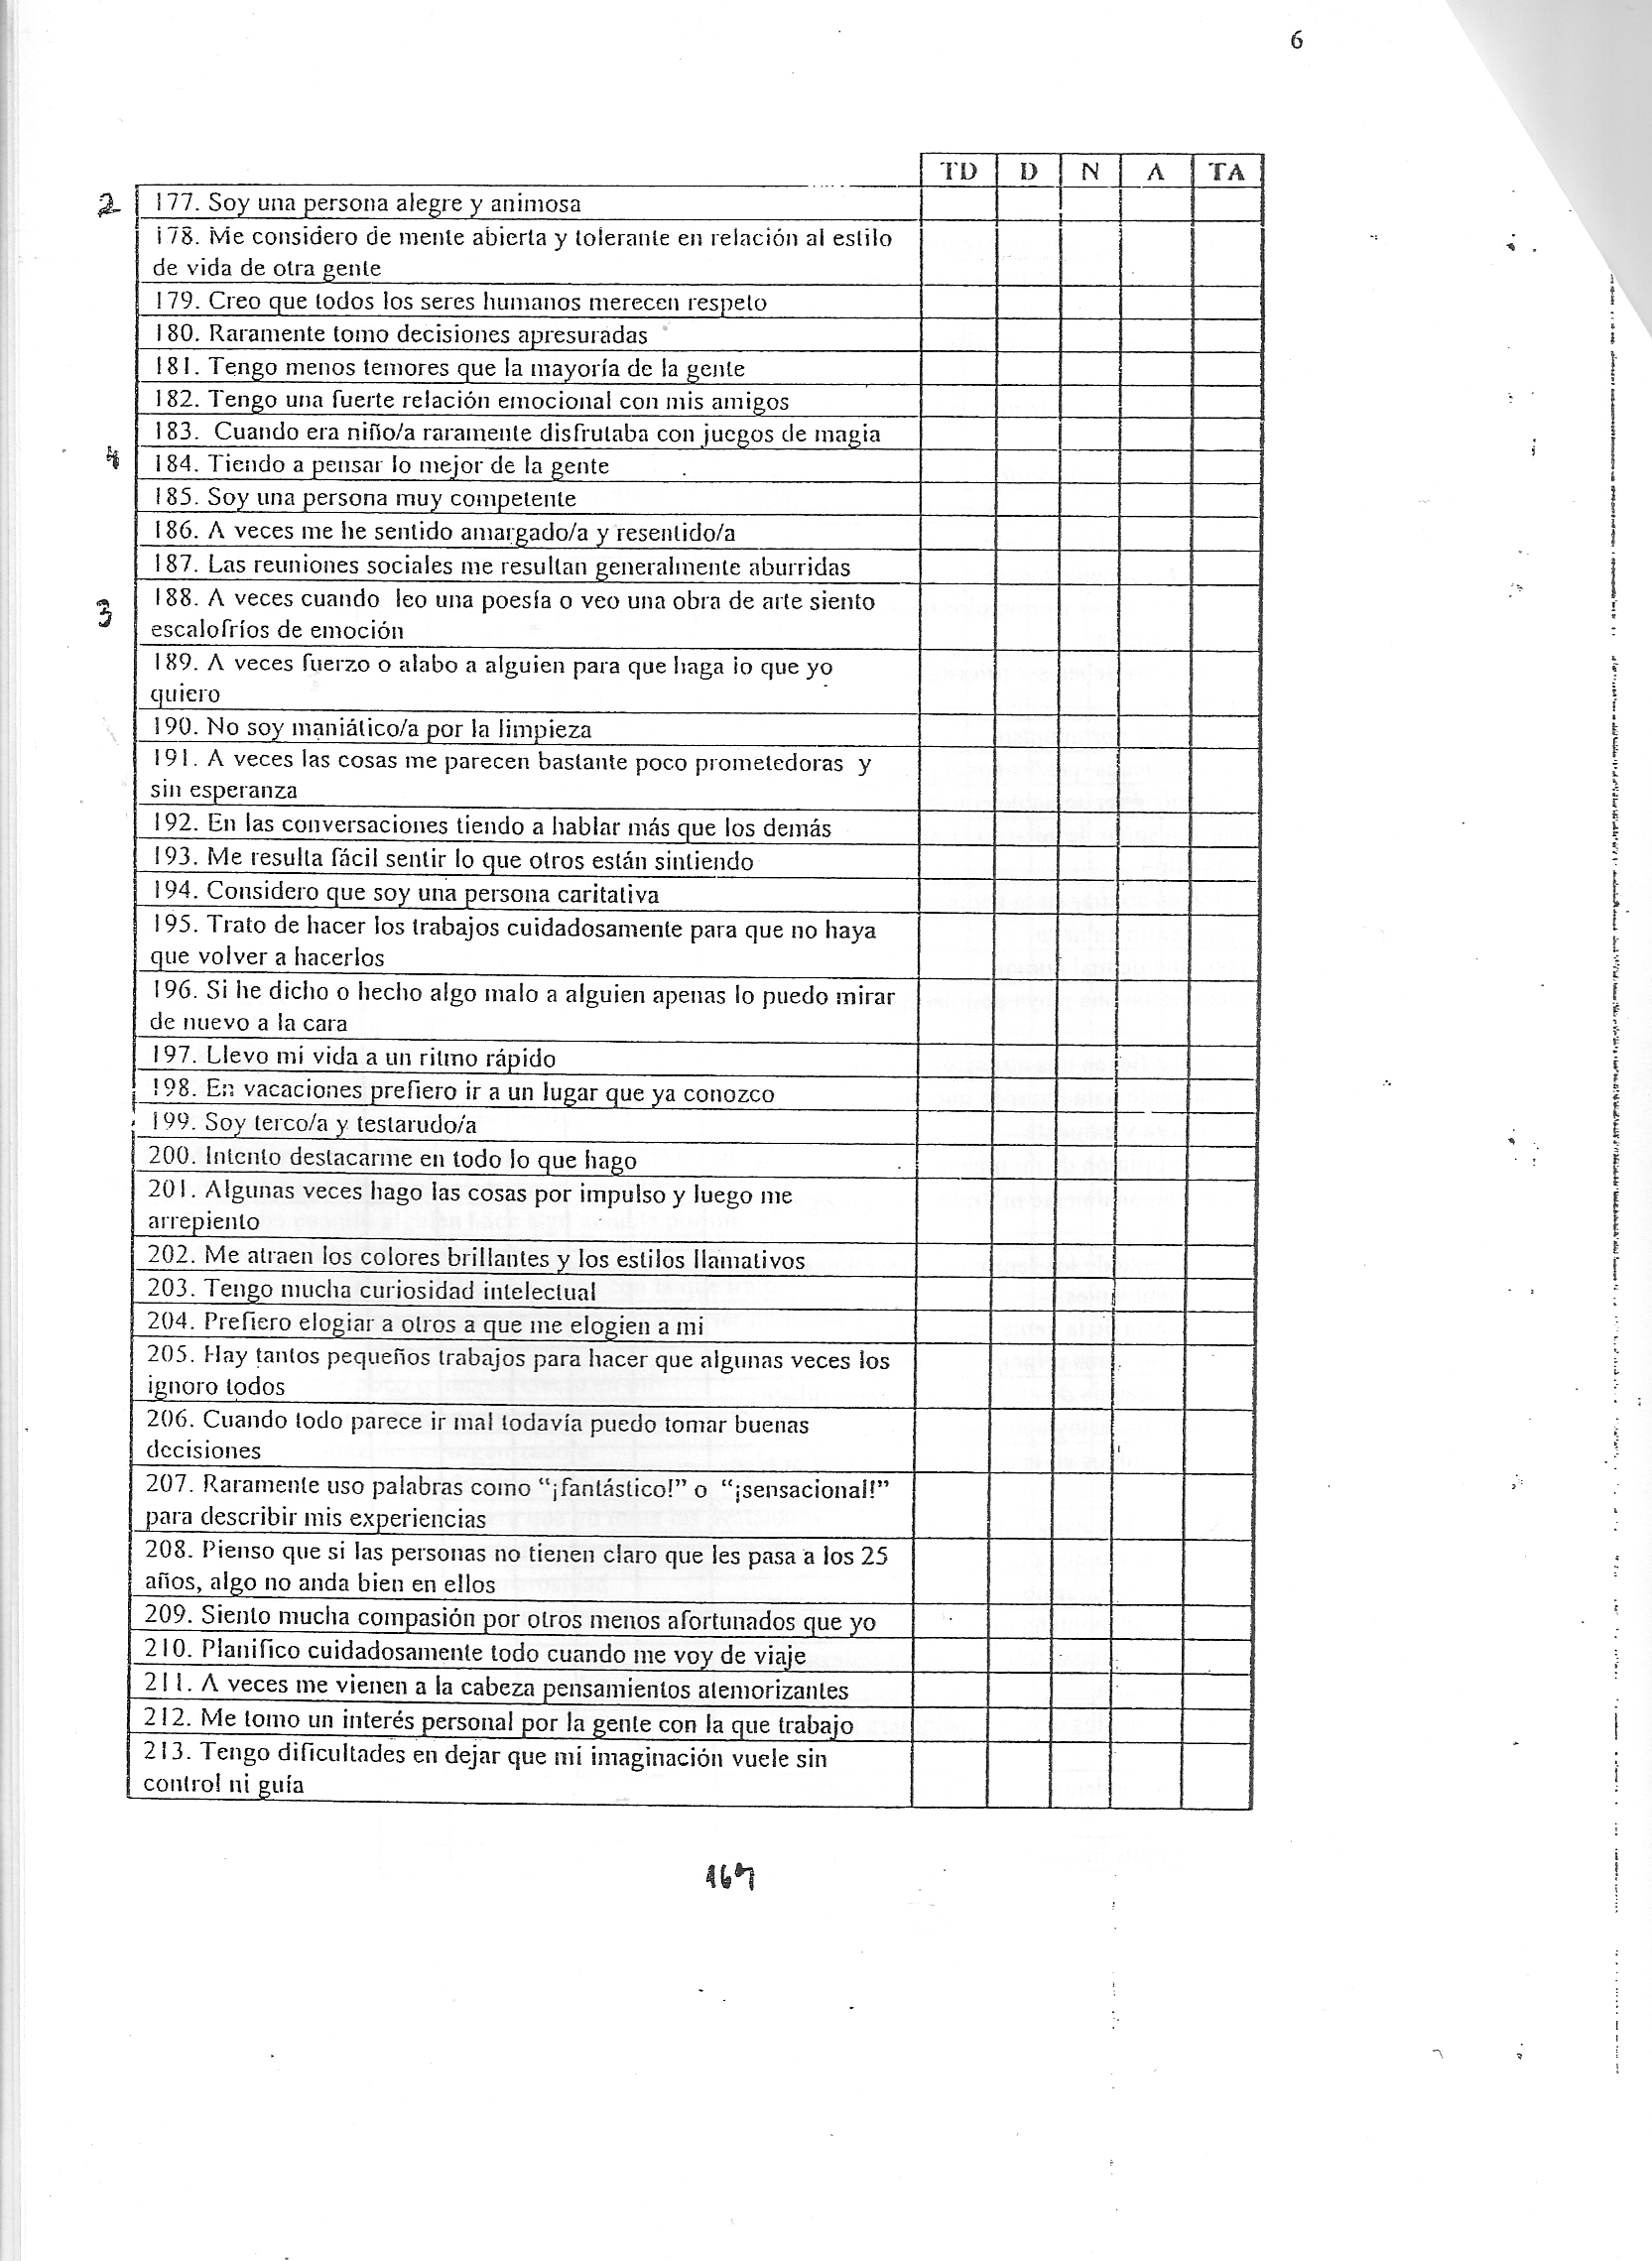 6
TD D N A TA
2
177. Soy una persona alegre y animosa
178. Me considero de mente abierta y tolerante en relación al estilo
de vida de otra gente
179. Creo que todos los seres humanos merecen respeto
180. Raramente tomo decisiones apresuradas
181. Tengo menos temores que la mayoría de la gente
182. Tengo una fuerte relación emocional con mis amigos
183. Cuando era niño/a raramente disfrutaba con juegos de magia
4
184. Tiendo a pensar lo mejor de la gente
185. Soy una persona muy competente
186. A veces me he sentido amargado/a y resentido/a
187. Las reuniones sociales me resultan generalmente aburridas
3
188. A veces cuando leo una poesía o veo una obra de arte siento
escalofríos de emoción
189. A veces fuerzo o alabo a alguien para que haga lo que yo
quiero
190. No soy maniático/a por la limpieza
191. A veces las cosas me parecen bastante poco prometedoras y
sin esperanza
192. En las conversaciones tiendo a hablar más que los demás
193. Me resulta fácil sentir lo que otros están sintiendo
194. Considero que soy una persona caritativa
195. Trato de hacer los trabajos cuidadosamente para que no haya
que volver a hacerlos
196. Si he dicho o hecho algo malo a alguien apenas lo puedo mirar
de nuevo a la cara
197. Llevo mi vida a un ritmo rápido
198. En vacaciones prefiero ir a un lugar que ya conozco
199. Soy terco/a y testarudo/a
200. Intento destacarme en todo lo que hago
201. Algunas veces hago las cosas por impulso y luego me
arrepiento
202. Me atraen los colores brillantes y los estilos llamativos
203. Tengo mucha curiosidad intelectual
204. Prefiero elogiar a otros a que me elogien a mi
205. Hay tantos pequeños trabajos para hacer que algunas veces los
ignoro todos
206. Cuando todo parece ir mal todavía puedo tomar buenas
decisiones
207. Raramente uso palabras como “¡fantástico!” o “¡sensacional!”
para describir mis experiencias
208. Pienso que si las personas no tienen claro que les pasa a los 25
años, algo no anda bien en ellos
209. Siento mucha compasión por otros menos afortunados que yo
210. Planifico cuidadosamente todo cuando me voy de viaje
211. A veces me vienen a la cabeza pensamientos atemorizantes
212. Me tomo un interés personal por la gente con la que trabajo
213. Tengo dificultades en dejar que mi imaginación vuele sin
control ni guía